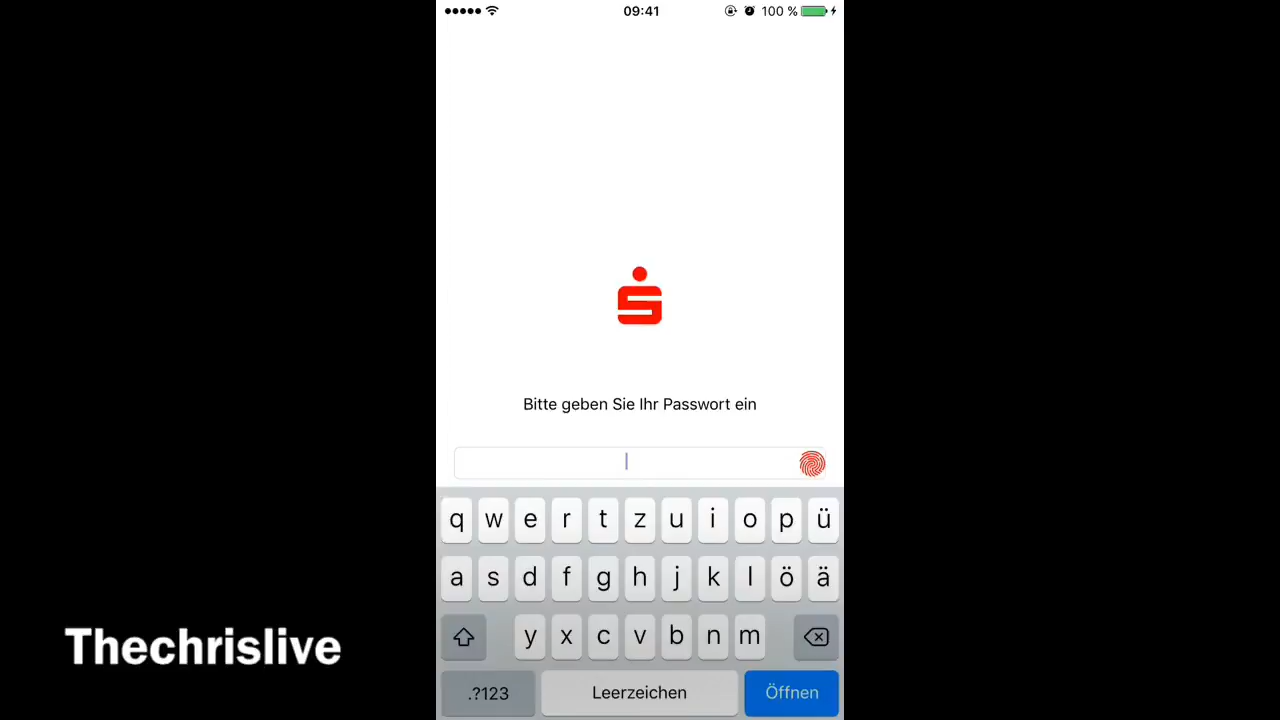 09:41
100 %
Bitte geben Sie Ihr Passwort ein
q w e r t z u i o p ü
a s d f g h j k l ö ä
y x c v b n m
Thechrislive
.?123 Leerzeichen Öffnen